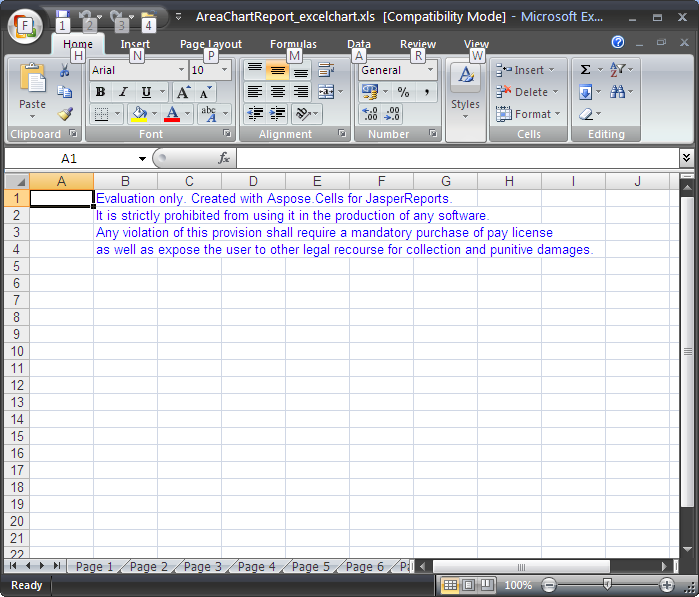 AreaChartReport_excelchart.xls [Compatibility Mode] - Microsoft Ex...
1 2 3 4
Home Insert Page Layout Formulas Data Review View
H N P M A R W
Paste
Clipboard
Arial 10
B I U A A
A abc
Font
Alignment
General
% ,
.0 .00 .00 .0
Number
Styles
Insert
Delete
Format
Cells
Σ A Z
Editing
A1 fx
A B C D E F G H I J
1 Evaluation only. Created with Aspose.Cells for JasperReports.
2 It is strictly prohibited from using it in the production of any software.
3 Any violation of this provision shall require a mandatory purchase of pay license
4 as well as expose the user to other legal recourse for collection and punitive damages.
5
6
7
8
9
10
11
12
13
14
15
16
17
18
19
20
21
22
Page 1 Page 2 Page 3 Page 4 Page 5 Page 6
Ready 100%